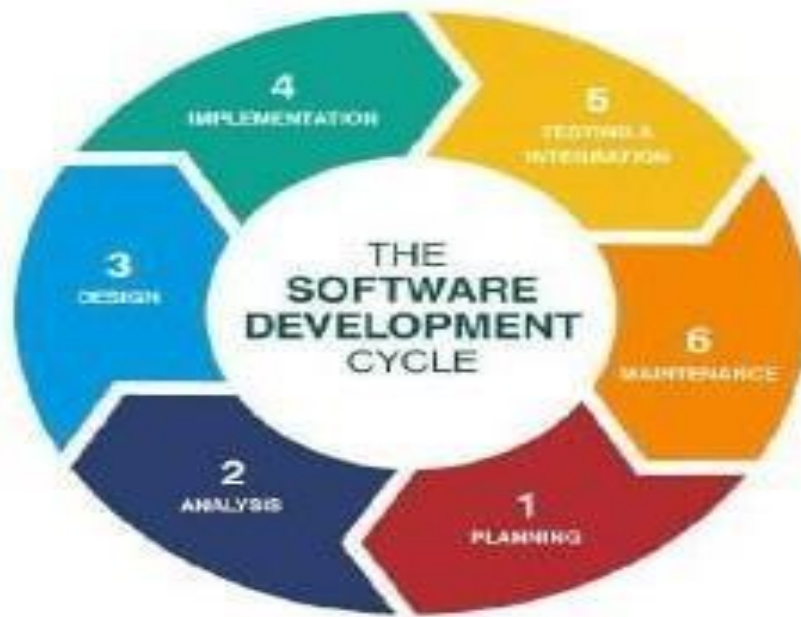 THE
SOFTWARE
DEVELOPMENT
CYCLE
1
PLANNING
2
ANALYSIS
3
DESIGN
4
IMPLEMENTATION
5
TESTING &
INTEGRATION
6
MAINTENANCE